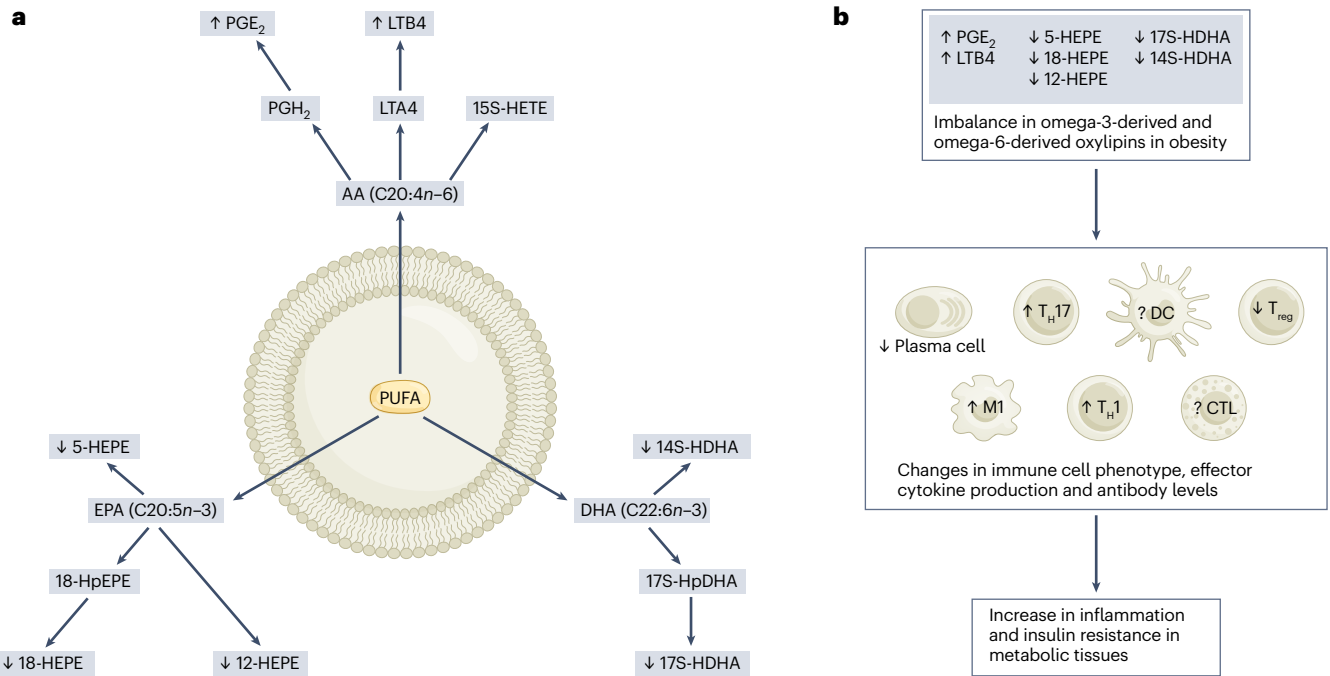 a
↑ PGE2
↑ LTB4
PGH2
LTA4
15S-HETE
AA (C20:4n–6)
PUFA
↓ 5-HEPE
EPA (C20:5n–3)
18-HpEPE
↓ 18-HEPE
↓ 12-HEPE
↓ 14S-HDHA
DHA (C22:6n–3)
17S-HpDHA
↓ 17S-HDHA
b
↑ PGE2 ↓ 5-HEPE ↓ 17S-HDHA
↑ LTB4 ↓ 18-HEPE ↓ 14S-HDHA
↓ 12-HEPE
Imbalance in omega-3-derived and
omega-6-derived oxylipins in obesity
↓ Plasma cell
↑ TH17
? DC
↓ Treg
↑ M1
↑ TH1
? CTL
Changes in immune cell phenotype, effector
cytokine production and antibody levels
Increase in inflammation
and insulin resistance in
metabolic tissues